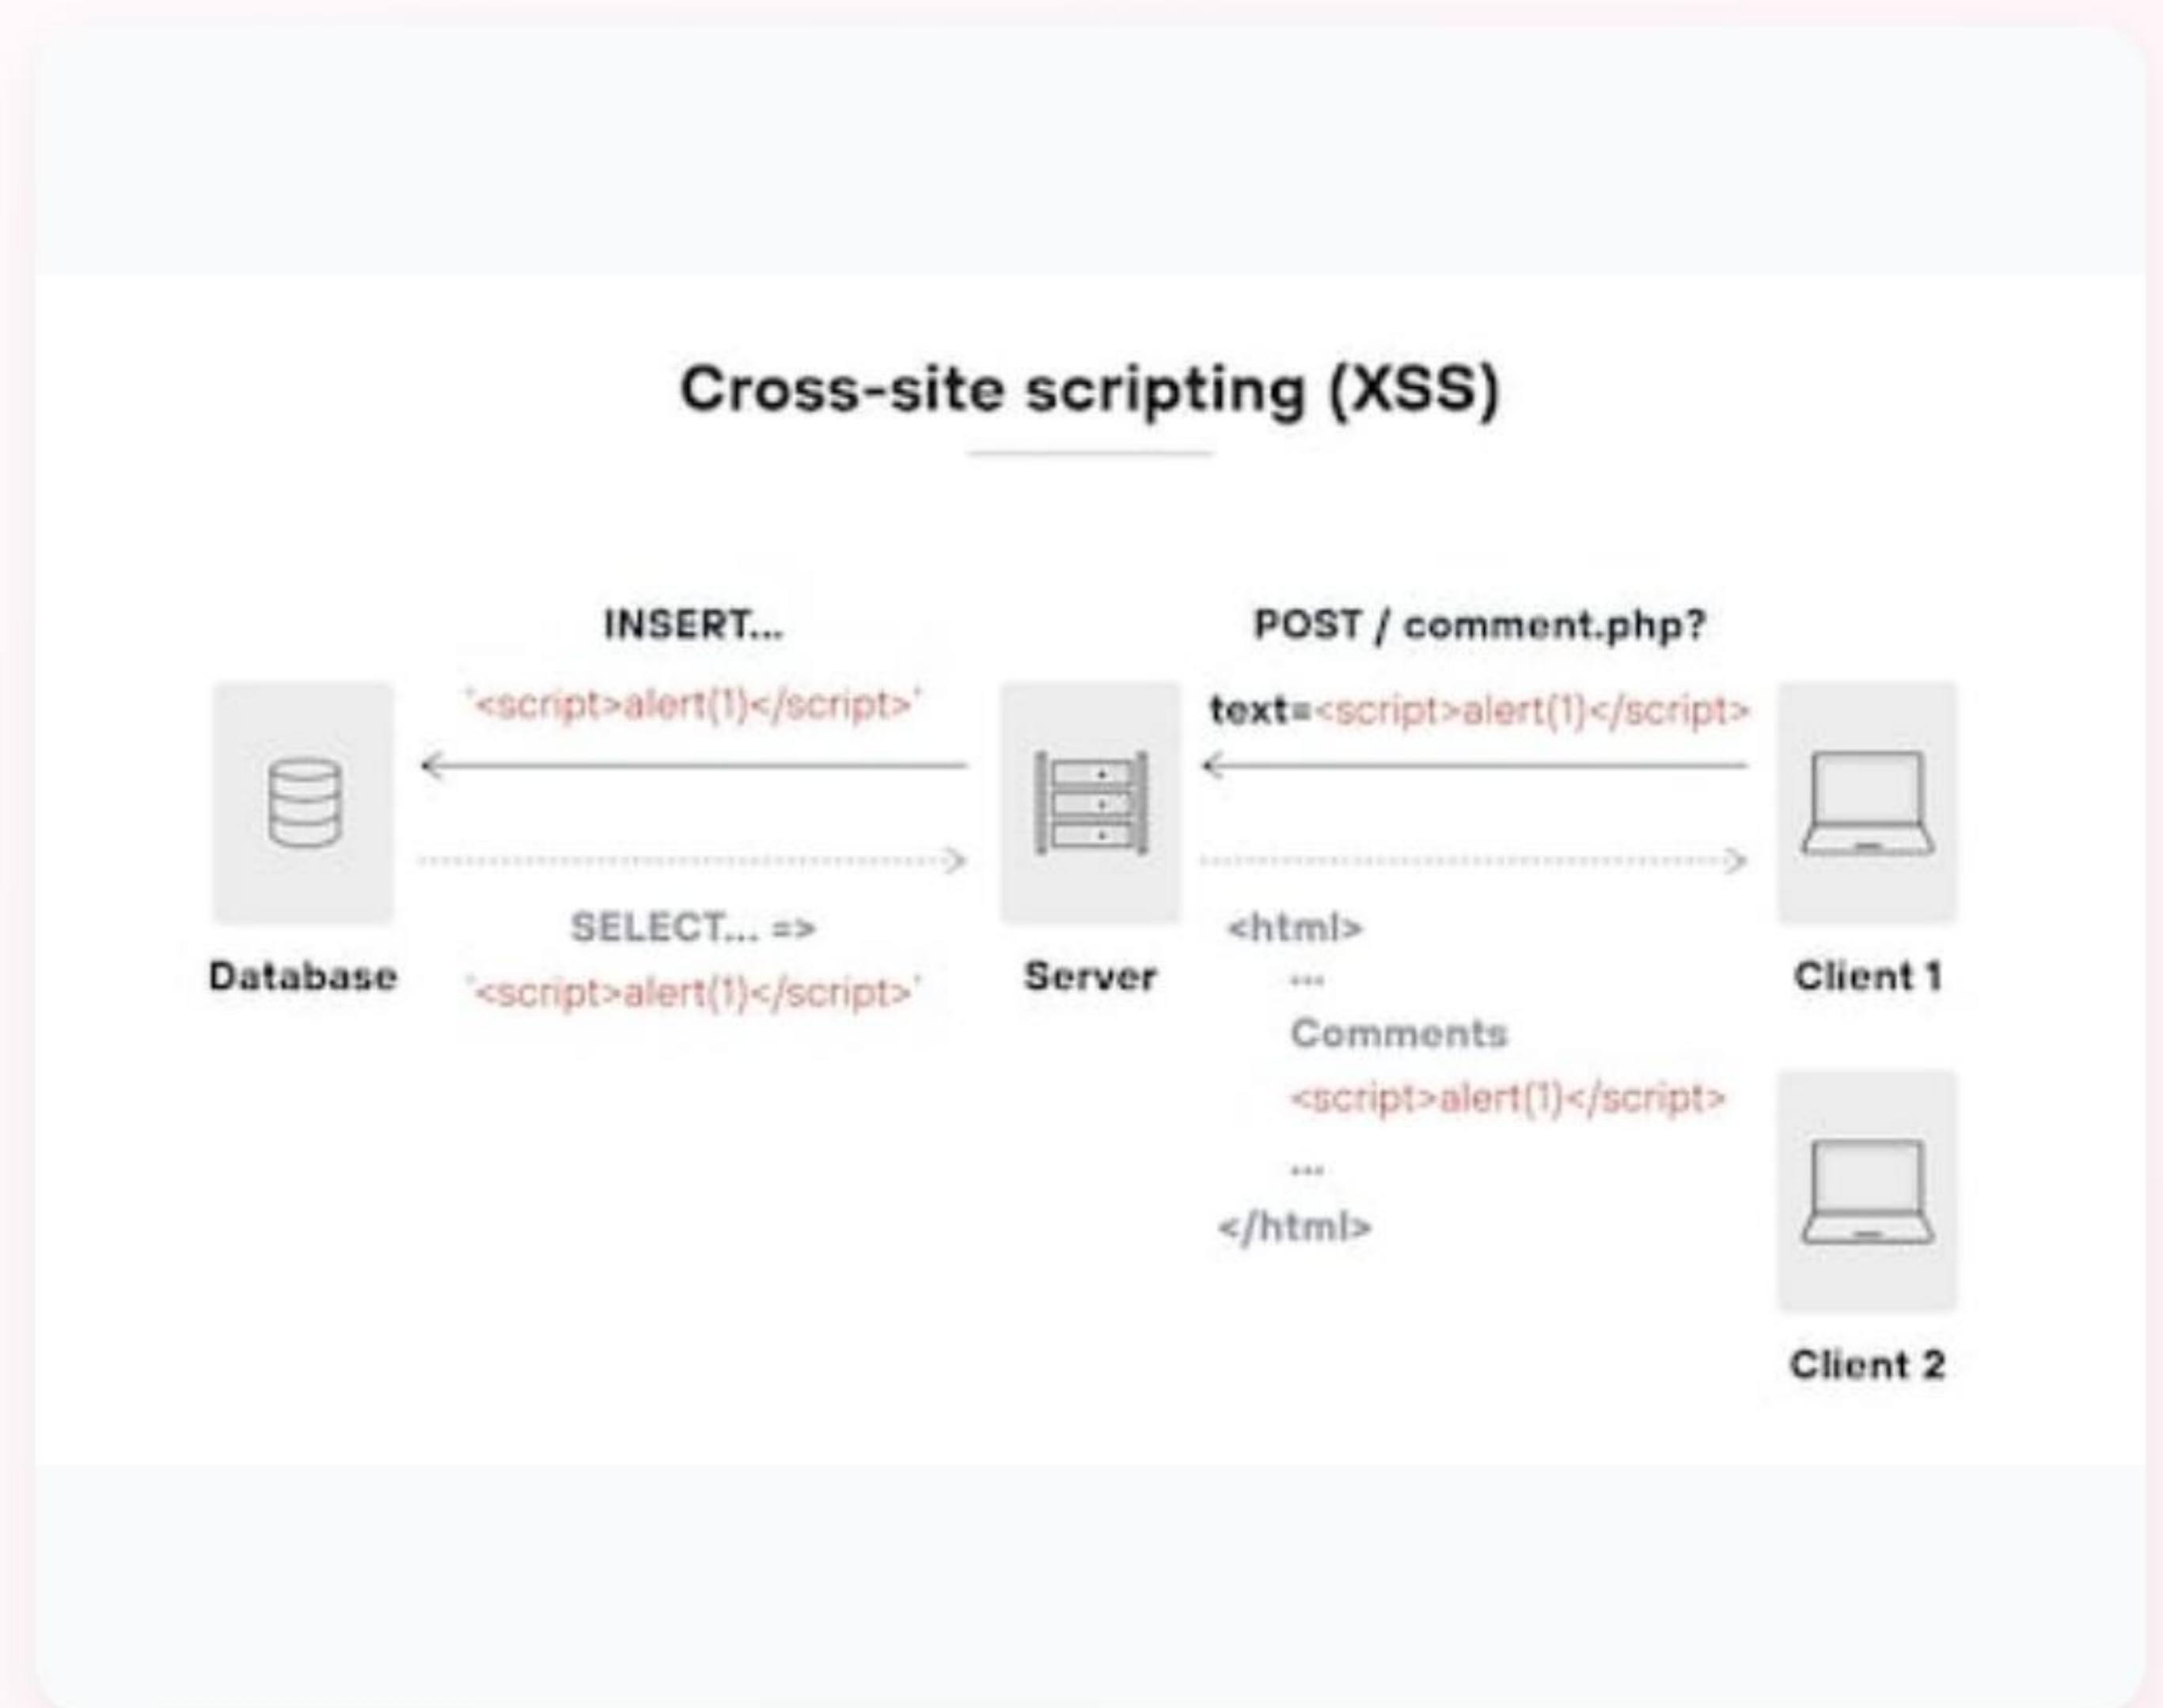 Cross-site scripting (XSS)
INSERT...
'<script>alert(1)</script>'
POST / comment.php?
text=<script>alert(1)</script>
SELECT... =>
'<script>alert(1)</script>'
Database
Server
<html>
...
Comments
<script>alert(1)</script>
...
</html>
Client 1
Client 2